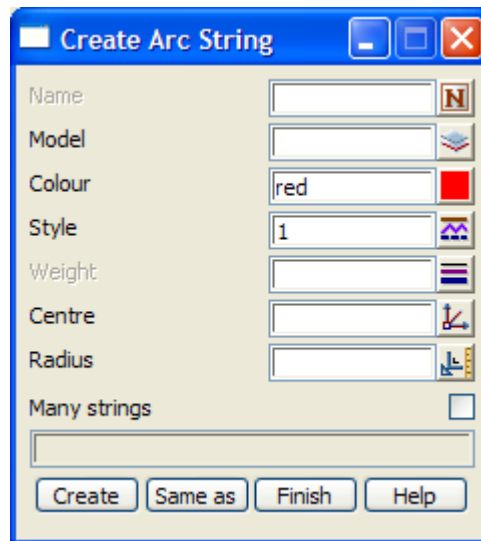 Create Arc String
Name N
Model
Colour red
Style 1
Weight
Centre
Radius
Many strings
Create Same as Finish Help